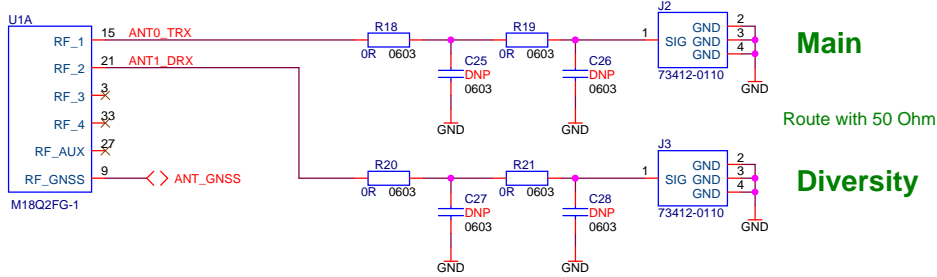 U1A
RF_1
15
ANT0_TRX
RF_2
21
ANT1_DRX
RF_3
3
RF_4
33
RF_AUX
27
RF_GNSS
9
ANT_GNSS
M18Q2FG-1
R18
0R 0603
R19
0R 0603
C25
DNP
0603
GND
C26
DNP
0603
GND
J2
1
SIG
GND
2
GND
3
GND
4
73412-0110
GND
Main
Route with 50 Ohm
R20
0R 0603
R21
0R 0603
C27
DNP
0603
GND
C28
DNP
0603
GND
J3
1
SIG
GND
2
GND
3
GND
4
73412-0110
GND
Diversity